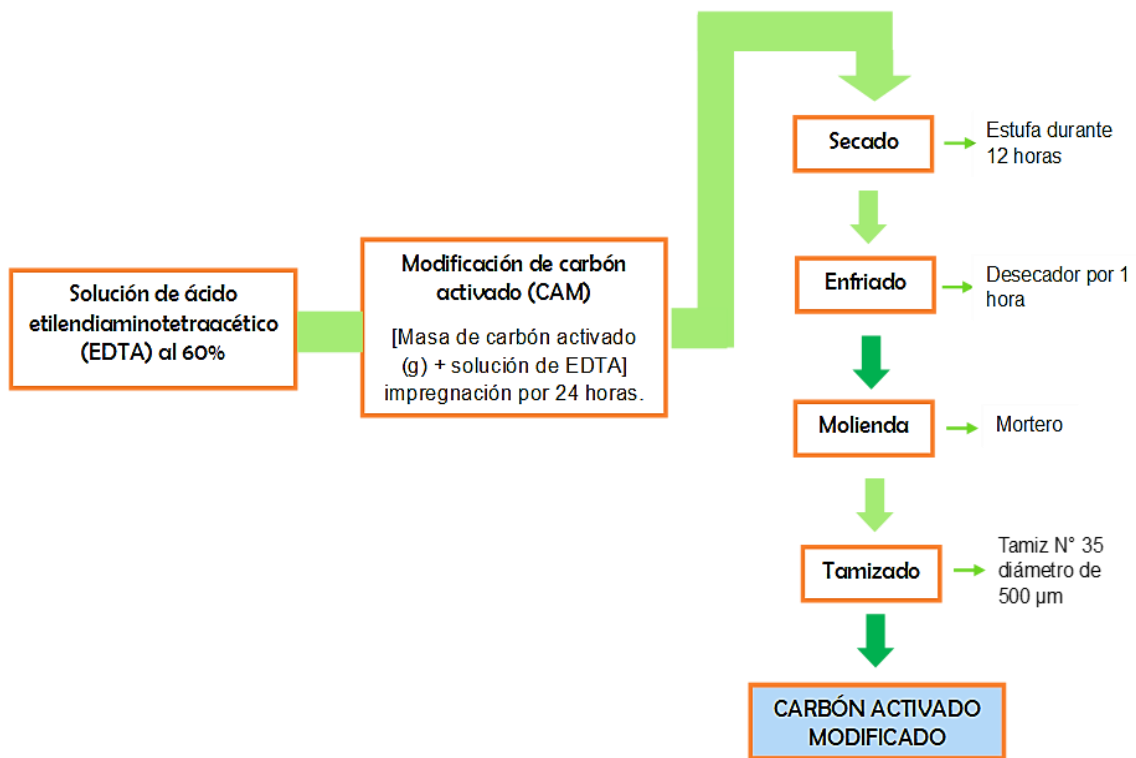 Solución de ácido
etilendiaminotetraacético
(EDTA) al 60%
Modificación de carbón
activado (CAM)
[Masa de carbón activado
(g) + solución de EDTA]
impregnación por 24 horas.
Secado
Estufa durante
12 horas
Enfriado
Desecador por 1
hora
Molienda
Mortero
Tamizado
Tamiz N° 35
diámetro de
500 µm
CARBÓN ACTIVADO
MODIFICADO